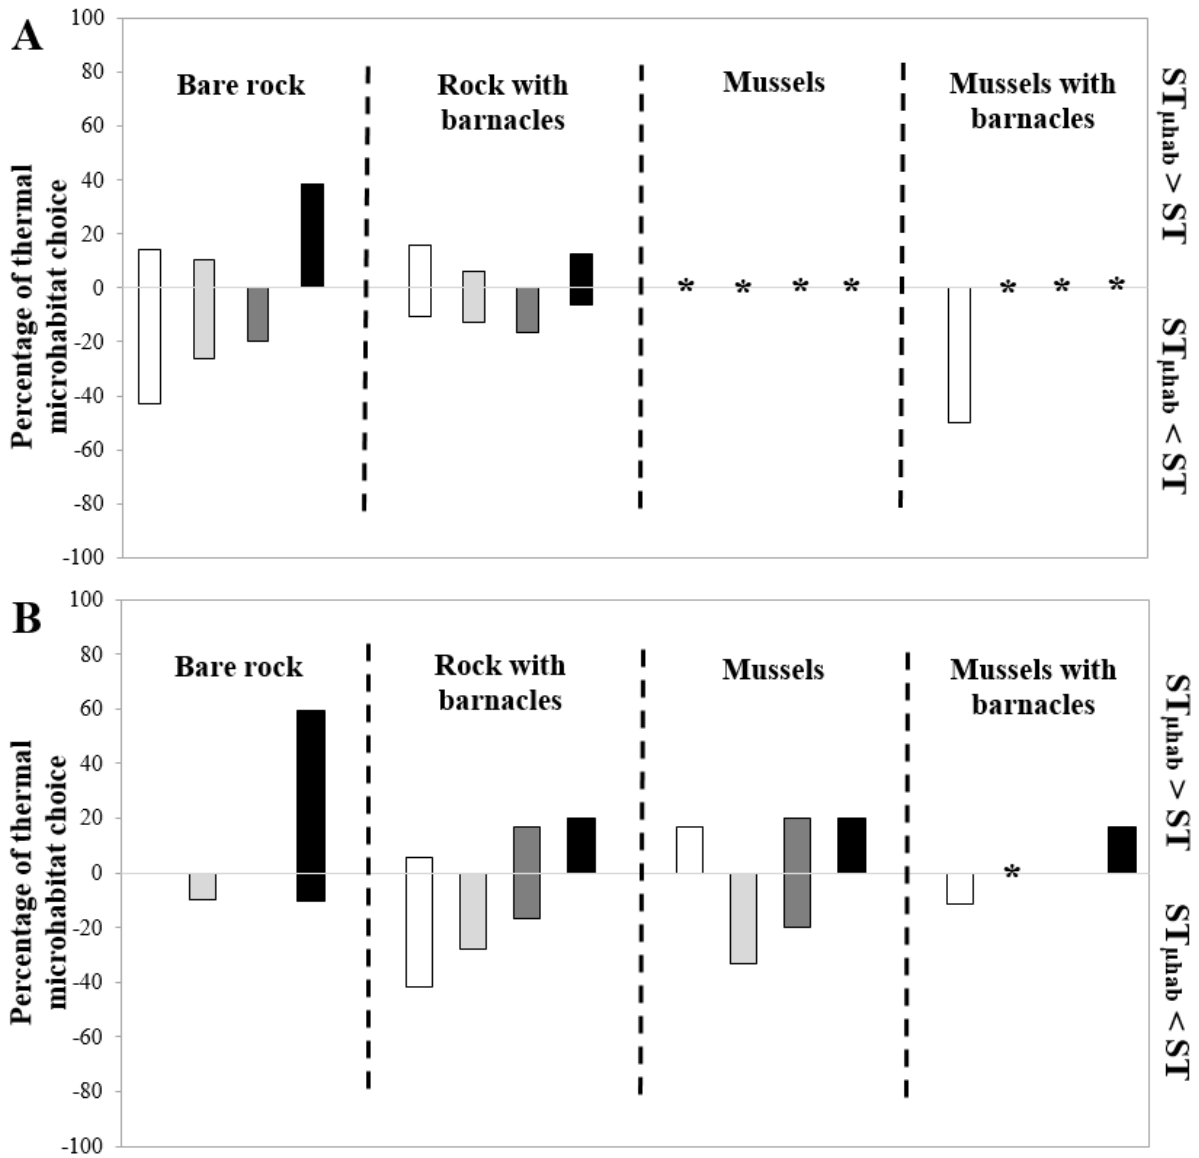 A
100
80
60
40
20
0
-20
-40
-60
-80
-100
Percentage of thermal
microhabitat choice
Bare rock
Rock with
barnacles
Mussels
Mussels with
barnacles
* * * *
* * *
STμhab > ST
STμhab < ST
B
100
80
60
40
20
0
-20
-40
-60
-80
-100
Percentage of thermal
microhabitat choice
Bare rock
Rock with
barnacles
Mussels
Mussels with
barnacles
*
STμhab > ST
STμhab < ST